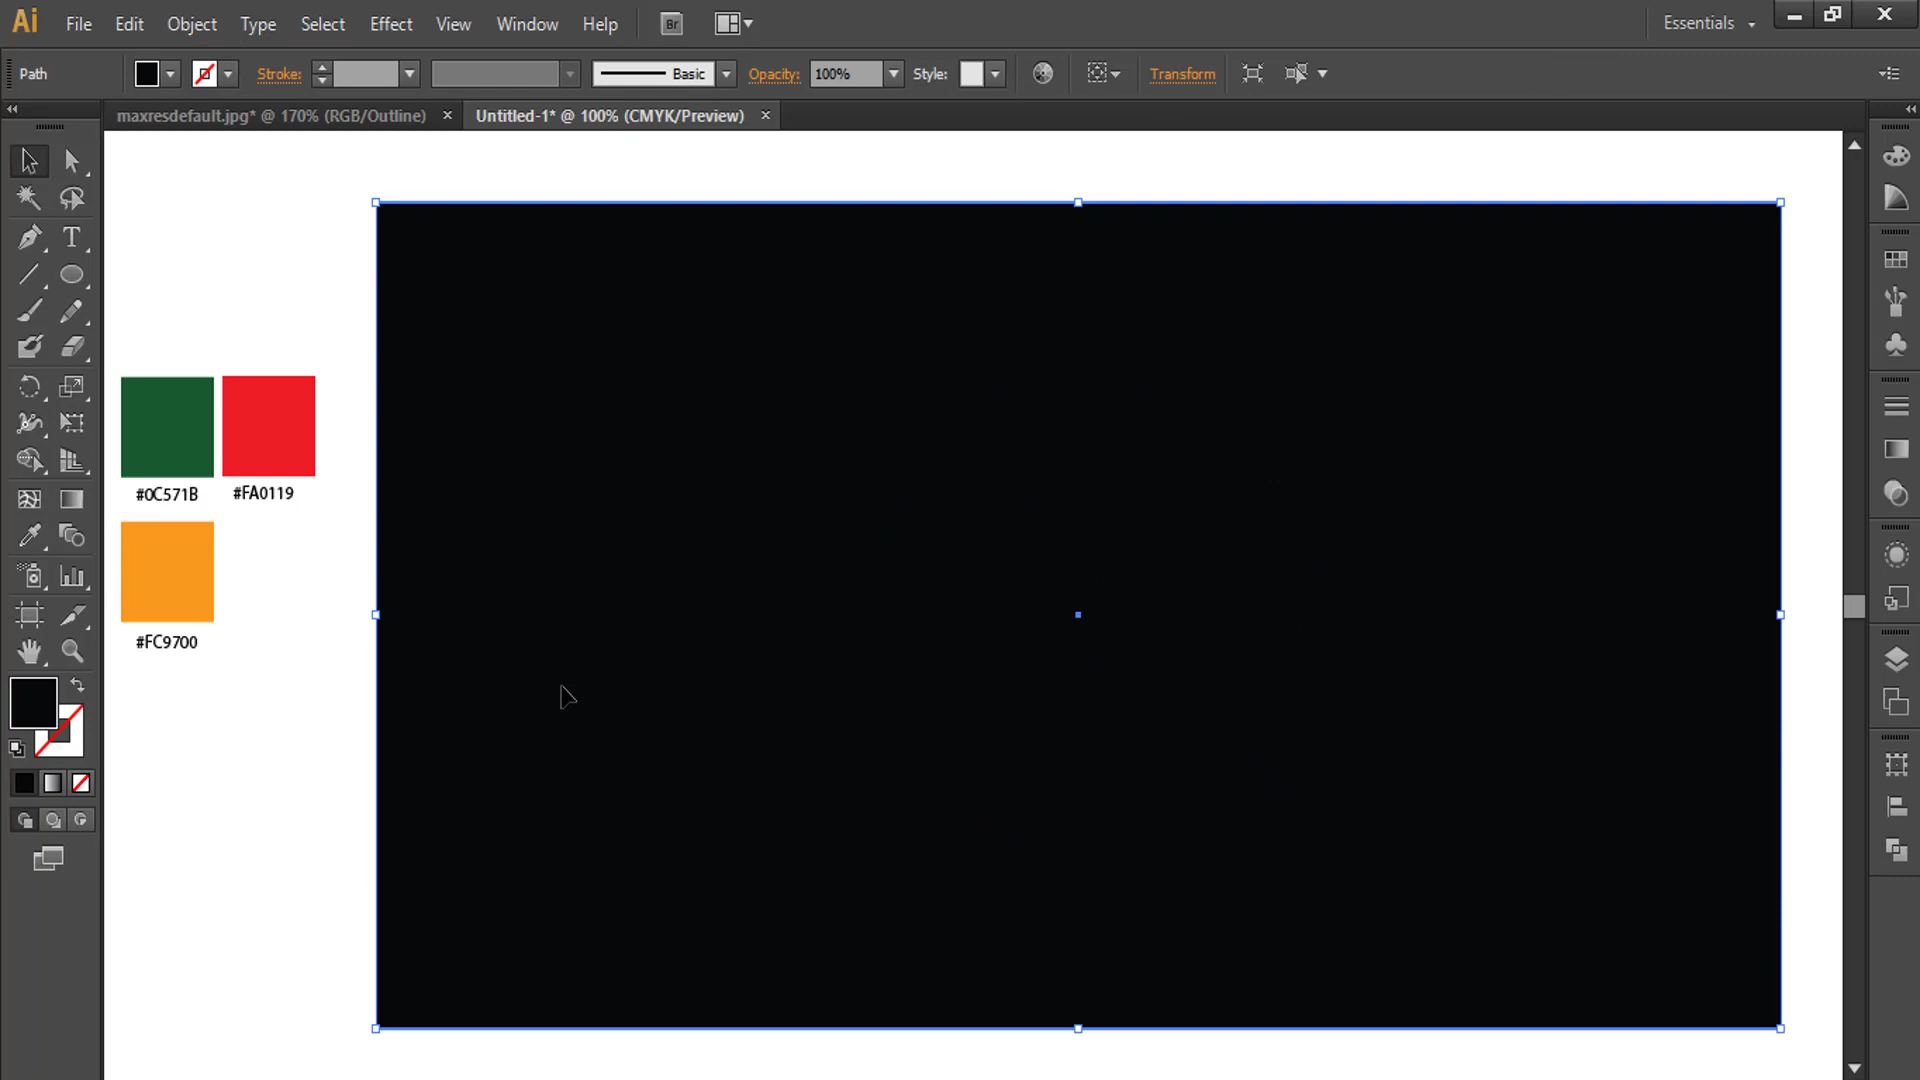 Ai File Edit Object Type Select Effect View Window Help Br Essentials
Path Stroke: Basic Opacity: 100% Style: Transform
maxresdefault.jpg* @ 170% (RGB/Outline) Untitled-1* @ 100% (CMYK/Preview)
#0C571B #FA0119
#FC9700